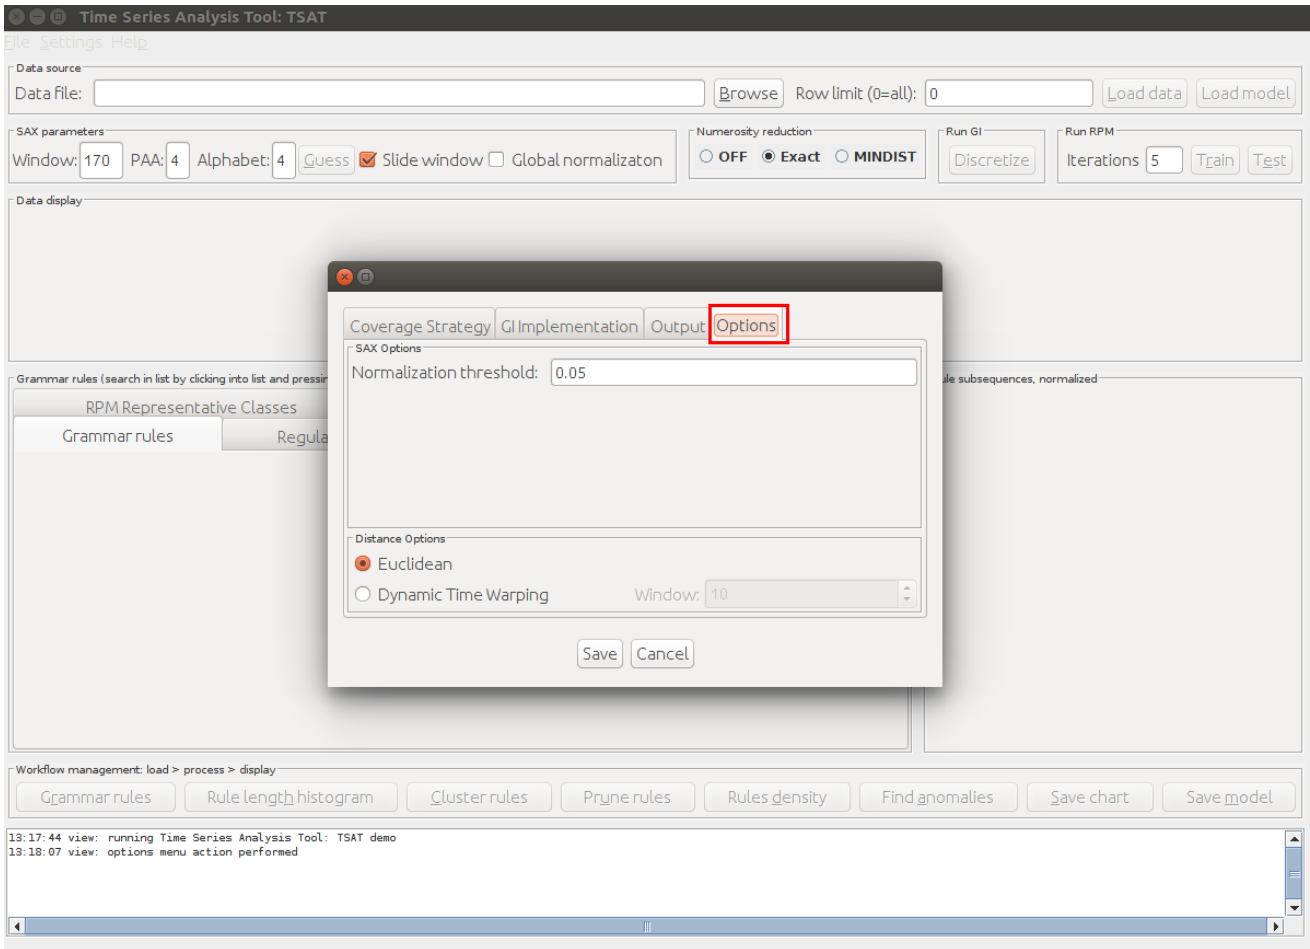 Time Series Analysis Tool: TSAT
File Settings Help
Data source
Data file: Browse Row limit (0=all): 0 Load data Load model
SAX parameters Numerosity reduction Run GI Run RPM
Window: 170 PAA: 4 Alphabet: 4 Guess Slide window Global normalizaton OFF Exact MINDIST Discretize Iterations 5 Train Test
Data display
Coverage Strategy GI Implementation Output Options
SAX Options
Normalization threshold: 0.05
Grammar rules (search in list by clicking into list and pressin
le subsequences, normalized
RPM Representative Classes
Grammar rules Regula
Distance Options
Euclidean
Dynamic Time Warping Window: 10
Save Cancel
Workflow management: load > process > display
Grammar rules Rule length histogram Cluster rules Prune rules Rules density Find anomalies Save chart Save model
13:17:44 view: running Time Series Analysis Tool: TSAT demo
13:18:07 view: options menu action performed